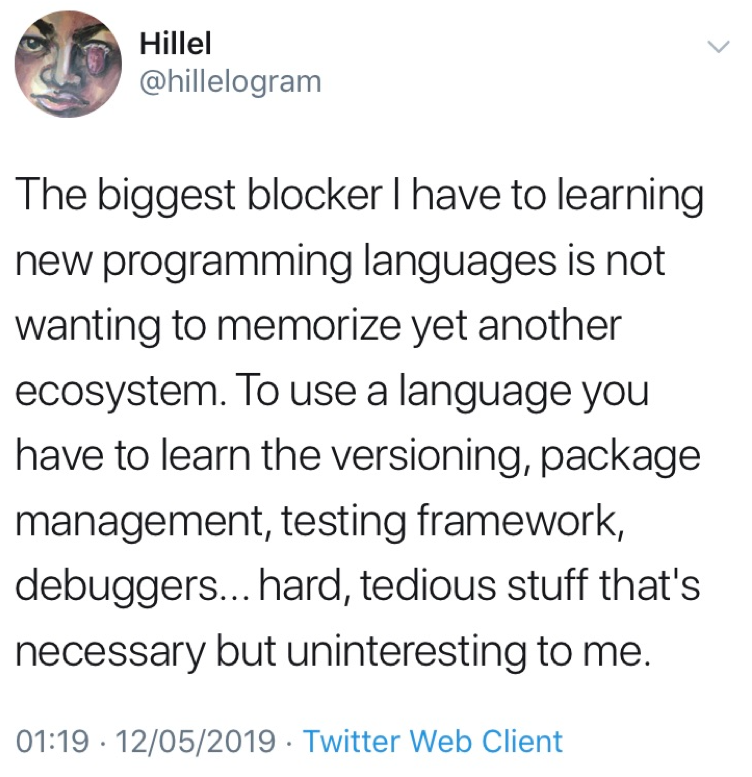 Hillel
@hillelogram
The biggest blocker I have to learning
new programming languages is not
wanting to memorize yet another
ecosystem. To use a language you
have to learn the versioning, package
management, testing framework,
debuggers... hard, tedious stuff that's
necessary but uninteresting to me.
01:19 · 12/05/2019 · Twitter Web Client